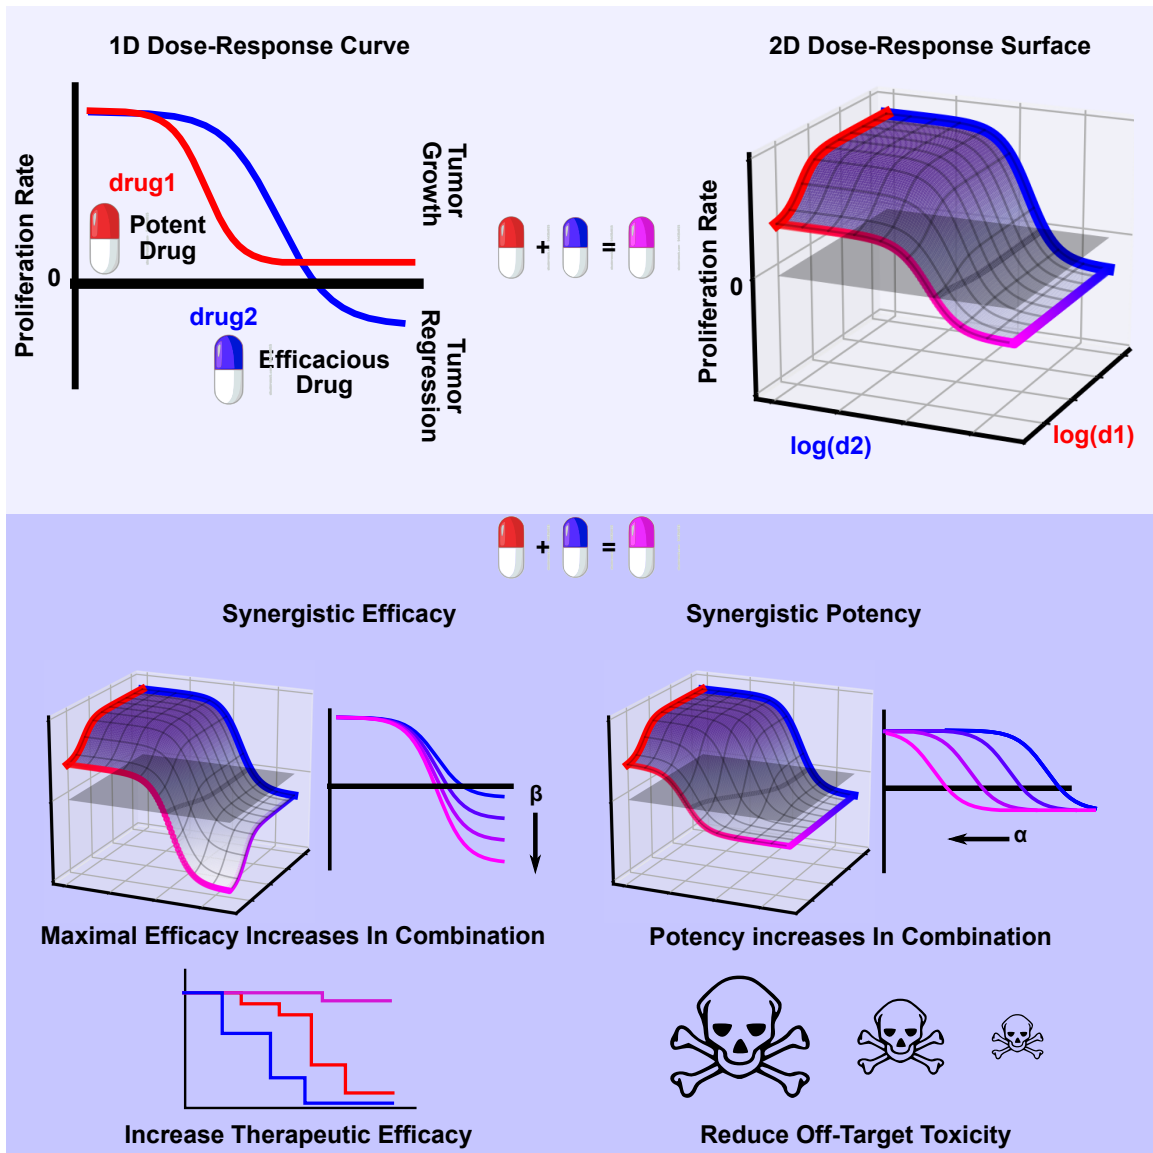 1D Dose-Response Curve
2D Dose-Response Surface
Proliferation Rate
0
drug1
Potent
Drug
drug2
Efficacious
Drug
Tumor
Growth
Tumor
Regression
+ =
Proliferation Rate
0
log(d2)
log(d1)
+ =
Synergistic Efficacy
Synergistic Potency
β
α
Maximal Efficacy Increases In Combination
Potency increases In Combination
Increase Therapeutic Efficacy
Reduce Off-Target Toxicity